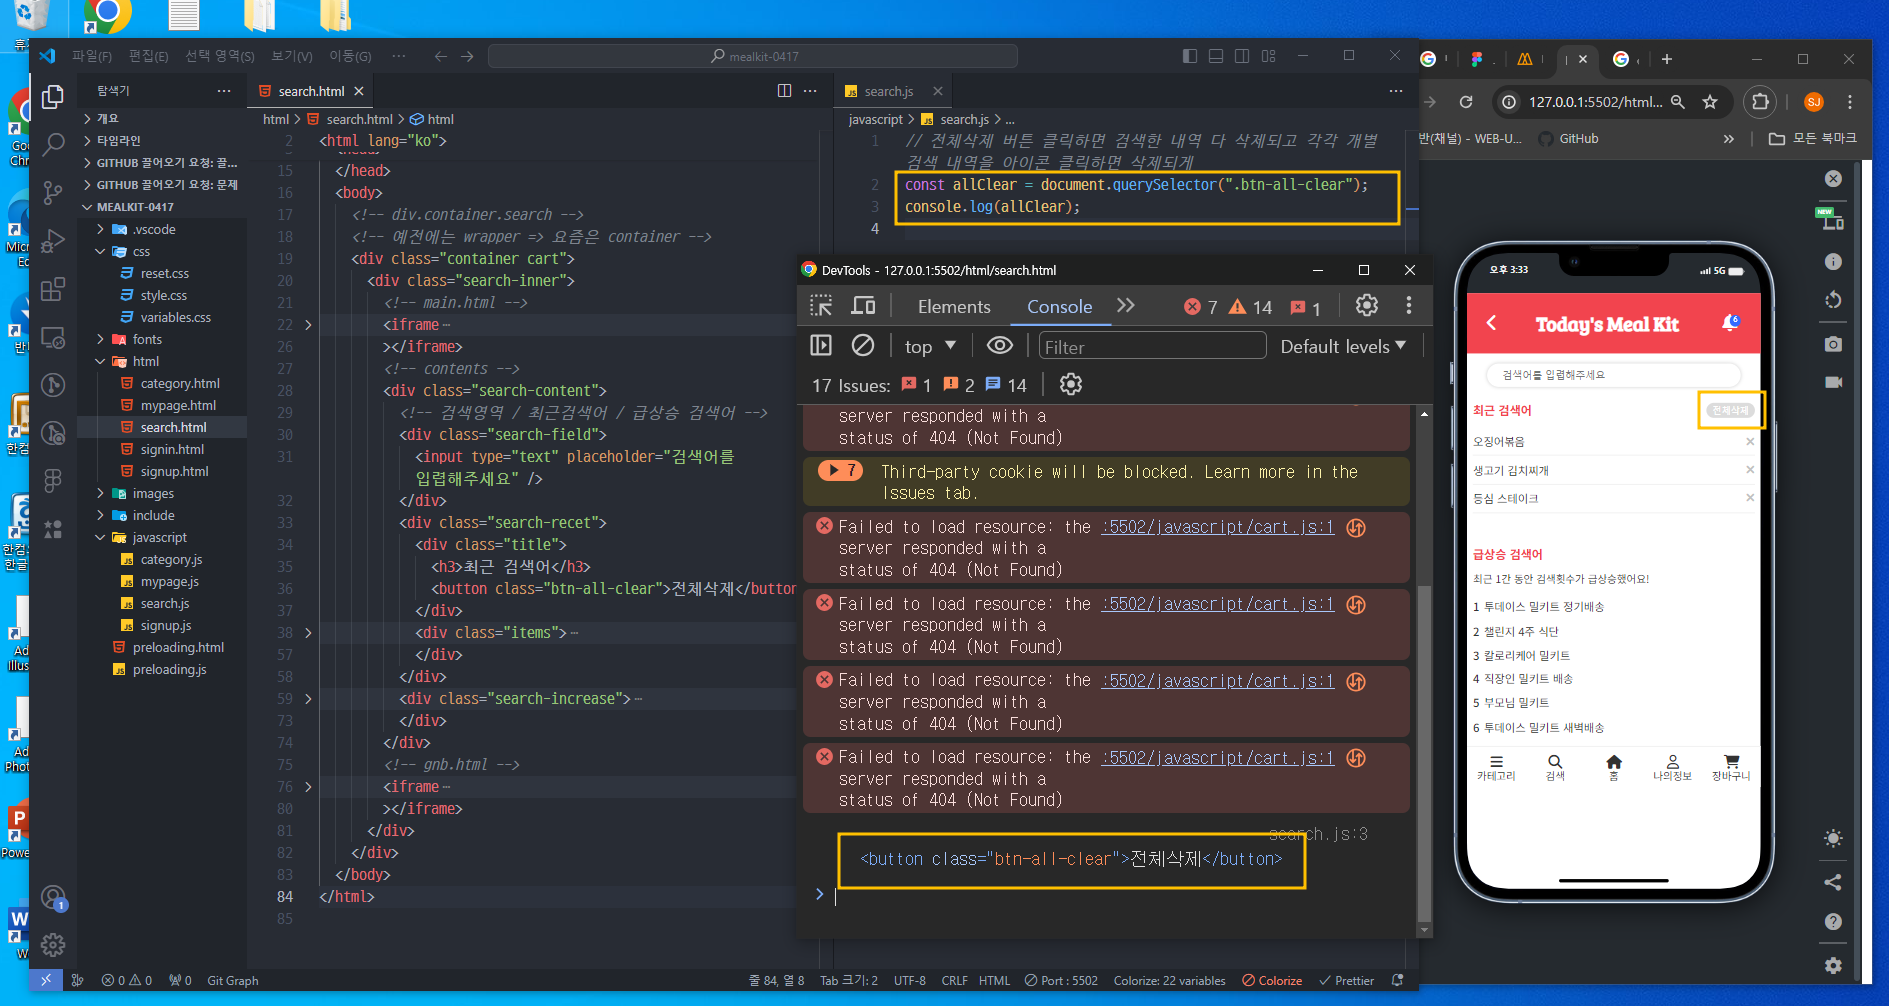 파일(F) 편집(E) 선택 영역(S) 보기(V) 이동(G) ··· mealkit-0417
탐색기 ···
개요
타임라인
GITHUB 끌어오기 요청: 끌...
GITHUB 끌어오기 요청: 문제
MEALKIT-0417
.vscode
css
reset.css
style.css
variables.css
fonts
html
category.html
mypage.html
search.html
signin.html
signup.html
images
include
javascript
category.js
mypage.js
search.js
signup.js
preloading.html
preloading.js
search.html
html > search.html > html
2 <html lang="ko">
15 </head>
16 <body>
17 <!-- div.container.search -->
18 <!-- 예전에는 wrapper => 요즘은 container -->
19 <div class="container cart">
20 <div class="search-inner">
21 <!-- main.html -->
22 <iframe ···
26 ></iframe>
27 <!-- contents -->
28 <div class="search-content">
29 <!-- 검색영역 / 최근검색어 / 급상승 검색어 -->
30 <div class="search-field">
31 <input type="text" placeholder="검색어를
입렵해주세요" />
32 </div>
33 <div class="search-recet">
34 <div class="title">
35 <h3>최근 검색어</h3>
36 <button class="btn-all-clear">전체삭제</button
37 </div>
38 <div class="items"> ···
57 </div>
58 </div>
59 <div class="search-increase"> ···
73 </div>
74 </div>
75 <!-- gnb.html -->
76 <iframe ···
80 ></iframe>
81 </div>
82 </div>
83 </body>
84 </html>
85
search.js
javascript > search.js > ...
1 // 전체삭제 버튼 클릭하면 검색한 내역 다 삭제되고 각각 개별
검색 내역을 아이콘 클릭하면 삭제되게
2 const allClear = document.querySelector(".btn-all-clear");
3 console.log(allClear);
4
DevTools - 127.0.0.1:5502/html/search.html
Elements Console 7 14 1
top Filter Default levels
17 Issues: 1 2 14
server responded with a
status of 404 (Not Found)
7 Third-party cookie will be blocked. Learn more in the
Issues tab.
Failed to load resource: the :5502/javascript/cart.js:1
server responded with a
status of 404 (Not Found)
Failed to load resource: the :5502/javascript/cart.js:1
server responded with a
status of 404 (Not Found)
Failed to load resource: the :5502/javascript/cart.js:1
server responded with a
status of 404 (Not Found)
Failed to load resource: the :5502/javascript/cart.js:1
server responded with a
status of 404 (Not Found)
search.js:3
<button class="btn-all-clear">전체삭제</button>
127.0.0.1:5502/html... SJ
반(채널) - WEB-U... GitHub 모든 북마크
NEW
오후 3:33 5G
Today's Meal Kit 6
검색어를 입렵해주세요
최근 검색어 전체삭제
오징어볶음
생고기 김치찌개
등심 스테이크
급상승 검색어
최근 1간 동안 검색횟수가 급상승했어요!
1 투데이스 밀키트 정기배송
2 챌린지 4주 식단
3 칼로리케어 밀키트
4 직장인 밀키트 배송
5 부모님 밀키트
6 투데이스 밀키트 새벽배송
카테고리 검색 홈 나의정보 장바구니
0 0 0 Git Graph 줄 84, 열 8 Tab 크기: 2 UTF-8 CRLF HTML Port : 5502 Colorize: 22 variables Colorize Prettier